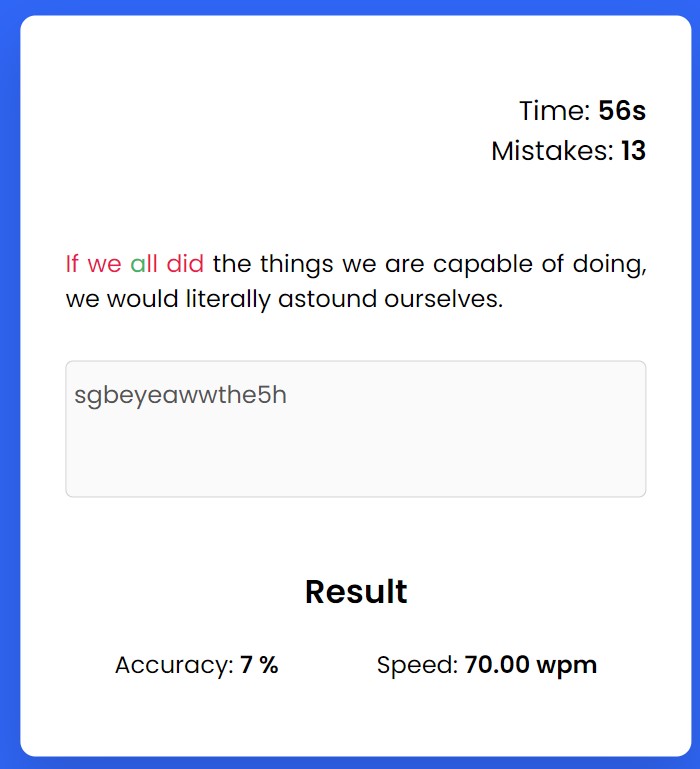 Time: 56s
Mistakes: 13
If we all did the things we are capable of doing,
we would literally astound ourselves.
sgbeyeawwthe5h
Result
Accuracy: 7 % Speed: 70.00 wpm